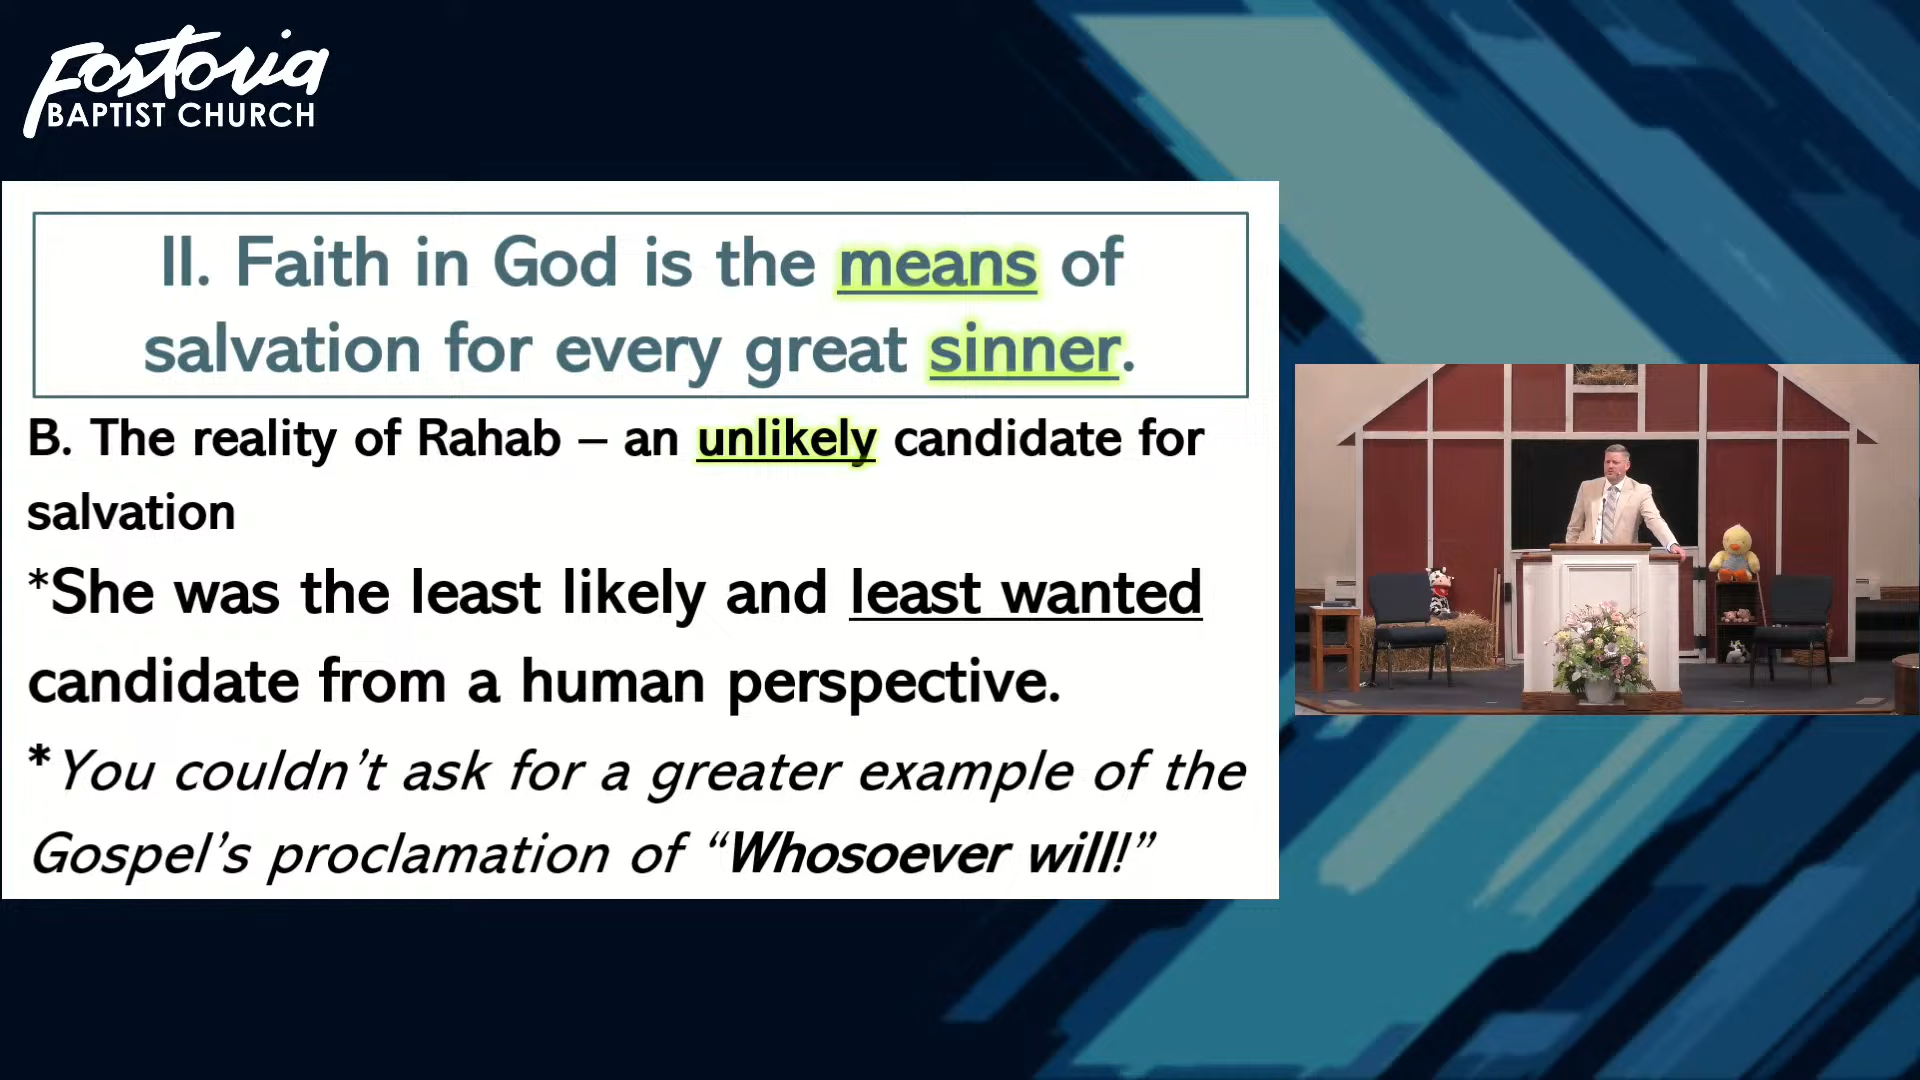 Fostoria
BAPTIST CHURCH
II. Faith in God is the means of
salvation for every great sinner.
B. The reality of Rahab – an unlikely candidate for
salvation
*She was the least likely and least wanted
candidate from a human perspective.
*You couldn’t ask for a greater example of the
Gospel’s proclamation of “Whosoever will!”